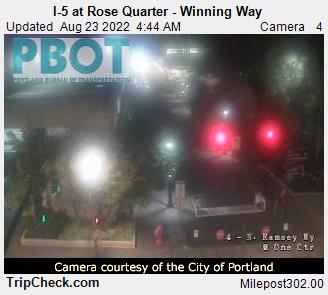 I-5 at Rose Quarter - Winning Way
Updated Aug 23 2022 4:44 AM Camera 4
PBOT
PORTLAND BUREAU OF TRANSPORTATION
4 - N. Ramsey Wy
@ One Ctr
Camera courtesy of the City of Portland
TripCheck.com Milepost302.00